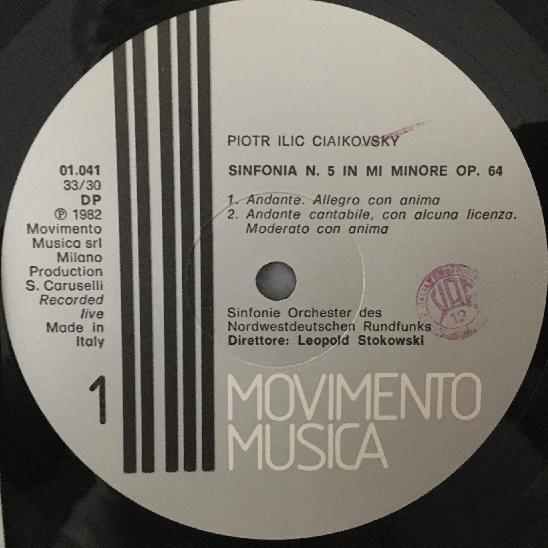 PIOTR ILIC CIAIKOVSKY
SINFONIA N. 5 IN MI MINORE OP. 64
1. Andante. Allegro con anima
2. Andante cantabile, con alcuna licenza.
Moderato con anima
01.041
33/30
DP
Ⓟ 1982
Movimento
Musica srl
Milano
Production
S. Caruselli
Recorded
live
Made in
Italy
Sinfonie Orchester des
Nordwestdeutschen Rundfunks
Direttore: Leopold Stokowski
SIAE
12
1
MOVIMENTO
MUSICA